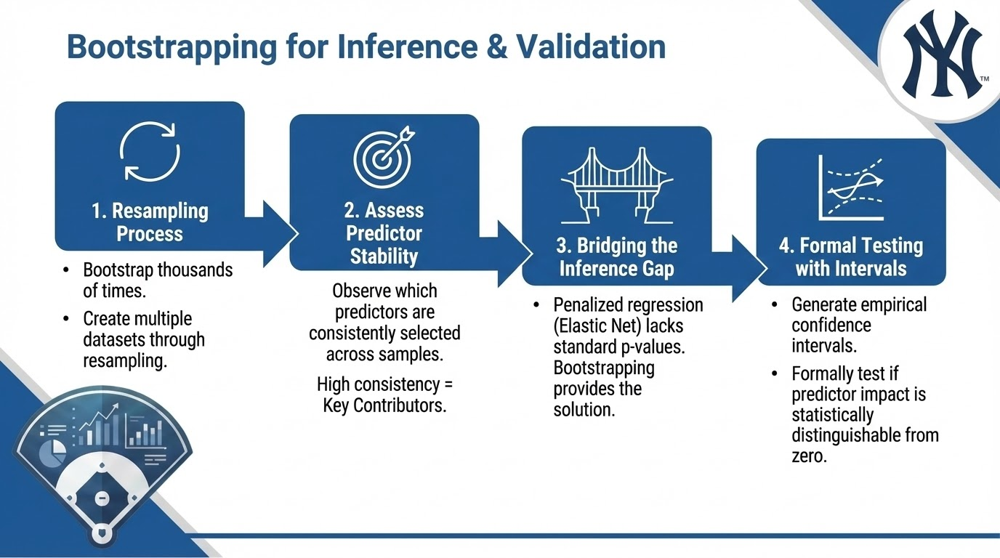 Bootstrapping for Inference & Validation
NY
TM
1. Resampling
Process
• Bootstrap thousands
of times.
• Create multiple
datasets through
resampling.
2. Assess
Predictor
Stability
Observe which
predictors are
consistently selected
across samples.
High consistency =
Key Contributors.
3. Bridging the
Inference Gap
• Penalized regression
(Elastic Net) lacks
standard p-values.
Bootstrapping
provides the
solution.
4. Formal Testing
with Intervals
• Generate empirical
confidence
intervals.
• Formally test if
predictor impact is
statistically
distinguishable from
zero.